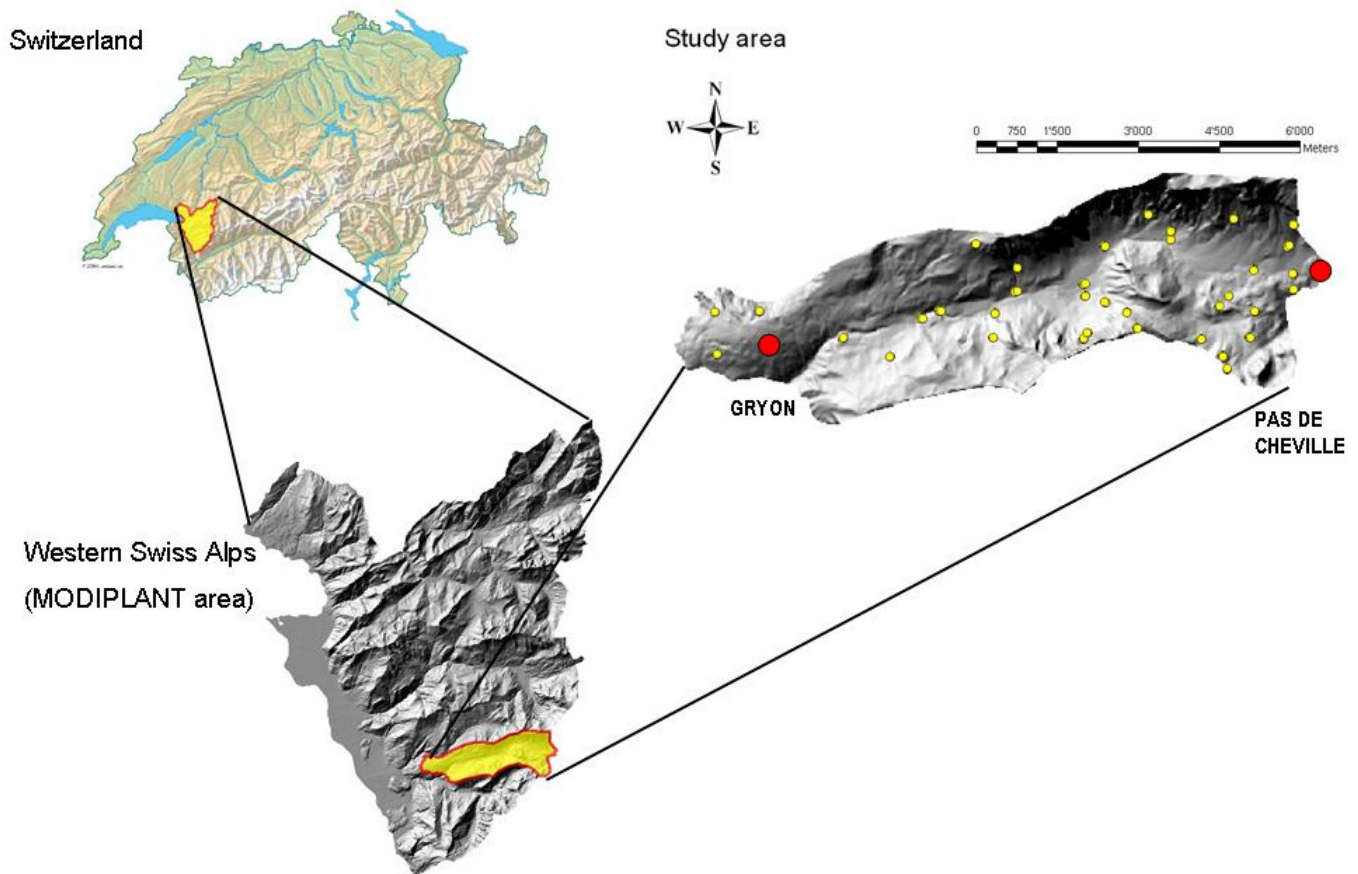 Switzerland
Study area
N
W E
S
0 750 1'500 3'000 4'500 6'000
Meters
GRYON
PAS DE
CHEVILLE
Western Swiss Alps
(MODIPLANT area)